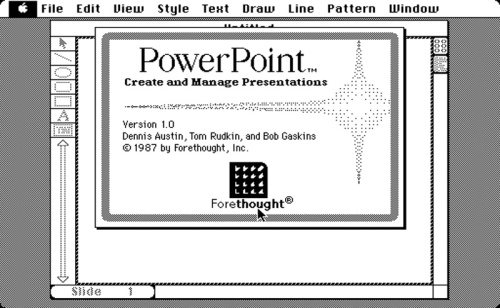 File Edit View Style Text Draw Line Pattern Window
Untitled
PowerPoint™
Create and Manage Presentations
Version 1.0
Dennis Austin, Tom Rudkin, and Bob Gaskins
© 1987 by Forethought, Inc.
Forethought®
A
Slide 1